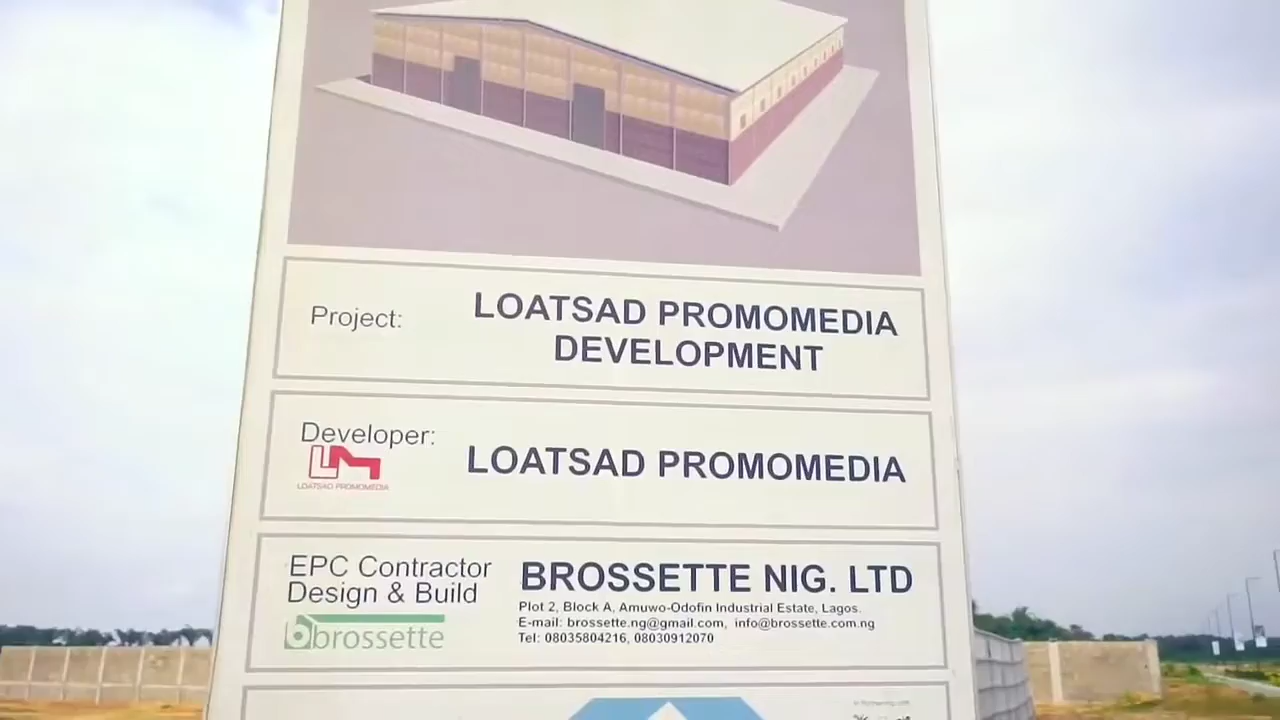 Project:
LOATSAD PROMOMEDIA
DEVELOPMENT
Developer:
LOATSAD PROMOMEDIA
LOATSAD PROMOMEDIA
EPC Contractor
Design & Build
brossette
BROSSETTE NIG. LTD
Plot 2, Block A, Amuwo-Odofin Industrial Estate, Lagos.
E-mail: brossette.ng@gmail.com, info@brossette.com.ng
Tel: 08035804216, 08030912070